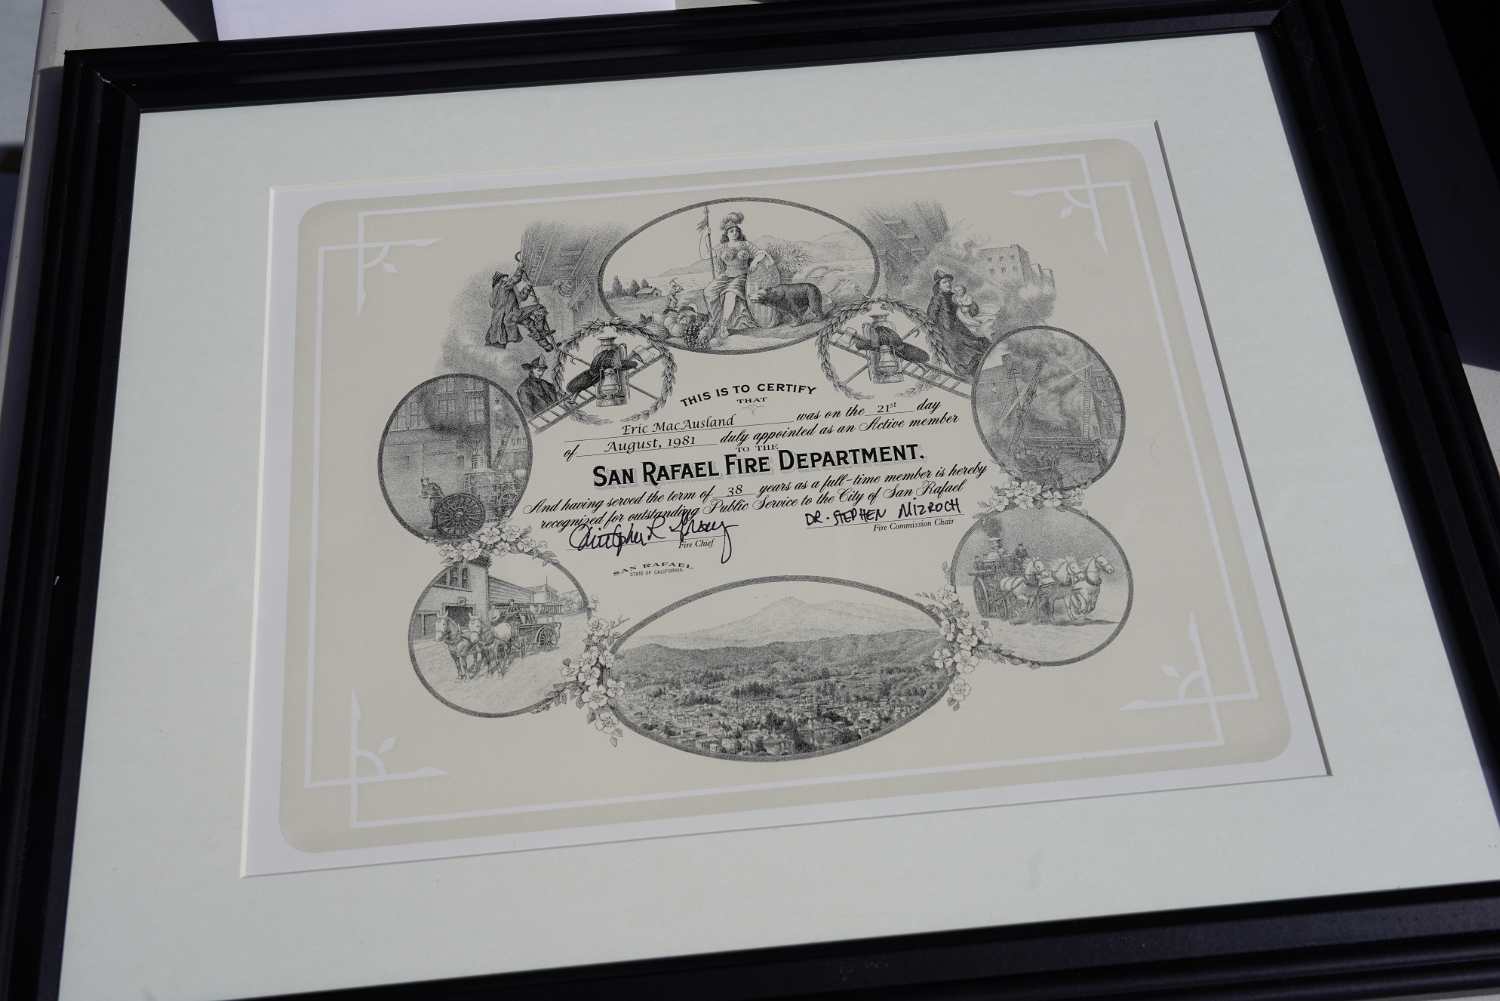 THIS IS TO CERTIFY
THAT
Eric MacAusland was on the 21st day
of August, 1981 duly appointed as an Active member
TO THE
SAN RAFAEL FIRE DEPARTMENT.
And having served the term of 38 years as a full-time member is hereby
recognized for outstanding Public Service to the City of San Rafael
DR. STEPHEN MIZROCH
Fire Chief
Fire Commission Chair
SAN RAFAEL
STATE OF CALIFORNIA